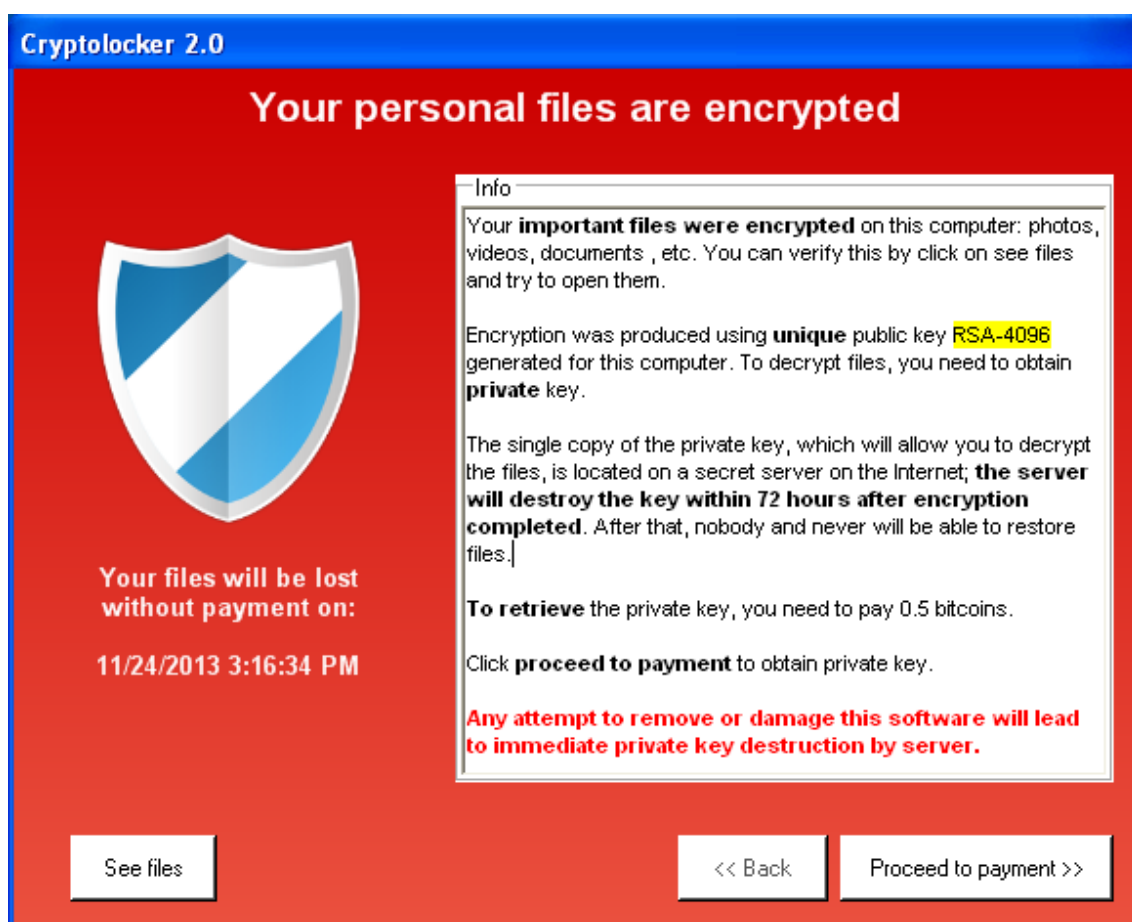 Cryptolocker 2.0
Your personal files are encrypted
Info
Your important files were encrypted on this computer: photos,
videos, documents , etc. You can verify this by click on see files
and try to open them.
Encryption was produced using unique public key RSA-4096
generated for this computer. To decrypt files, you need to obtain
private key.
The single copy of the private key, which will allow you to decrypt
the files, is located on a secret server on the Internet; the server
will destroy the key within 72 hours after encryption
completed. After that, nobody and never will be able to restore
files.
To retrieve the private key, you need to pay 0.5 bitcoins.
Click proceed to payment to obtain private key.
Any attempt to remove or damage this software will lead
to immediate private key destruction by server.
Your files will be lost
without payment on:
11/24/2013 3:16:34 PM
See files
<< Back
Proceed to payment >>